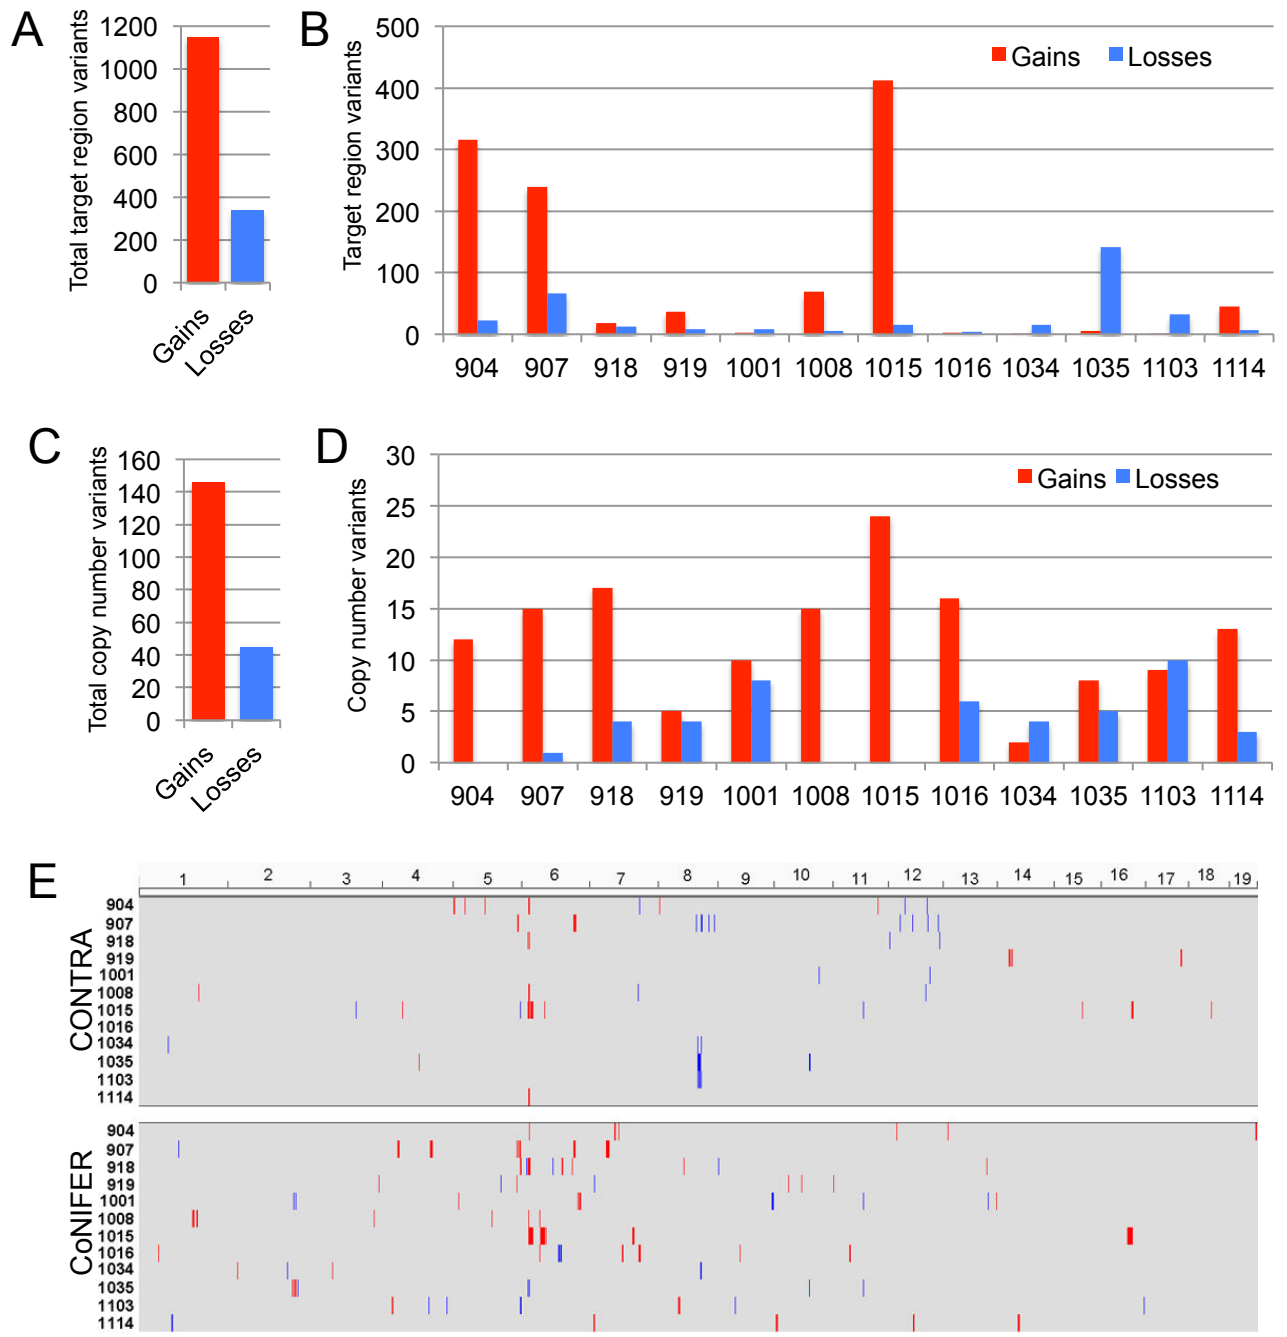 A
Total target region variants
1200
1000
800
600
400
200
0
Gains
Losses
B
Target region variants
500
400
300
200
100
0
Gains Losses
904 907 918 919 1001 1008 1015 1016 1034 1035 1103 1114
C
Total copy number variants
160
140
120
100
80
60
40
20
0
Gains
Losses
D
Copy number variants
30
25
20
15
10
5
0
Gains Losses
904 907 918 919 1001 1008 1015 1016 1034 1035 1103 1114
E
1 2 3 4 5 6 7 8 9 10 11 12 13 14 15 16 17 18 19
CONTRA
904
907
918
919
1001
1008
1015
1016
1034
1035
1103
1114
CoNIFER
904
907
918
919
1001
1008
1015
1016
1034
1035
1103
1114